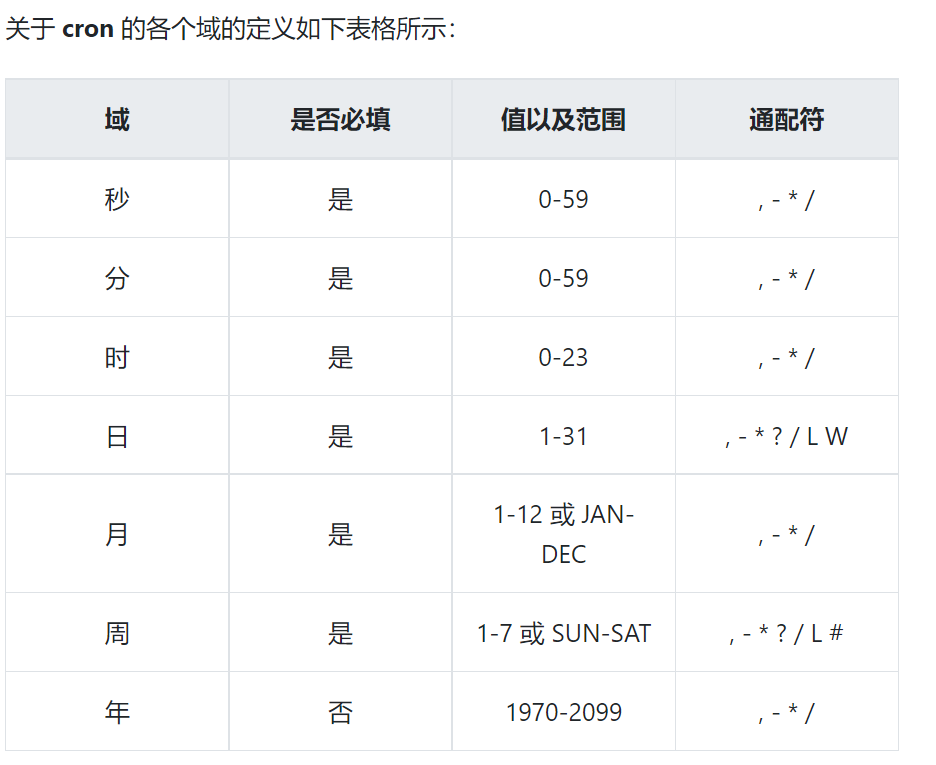 关于 cron 的各个域的定义如下表格所示：
域 是否必填 值以及范围 通配符
秒 是 0-59 , - * /
分 是 0-59 , - * /
时 是 0-23 , - * /
日 是 1-31 , - * ? / L W
月 是 1-12 或 JAN-
DEC , - * /
周 是 1-7 或 SUN-SAT , - * ? / L #
年 否 1970-2099 , - * /